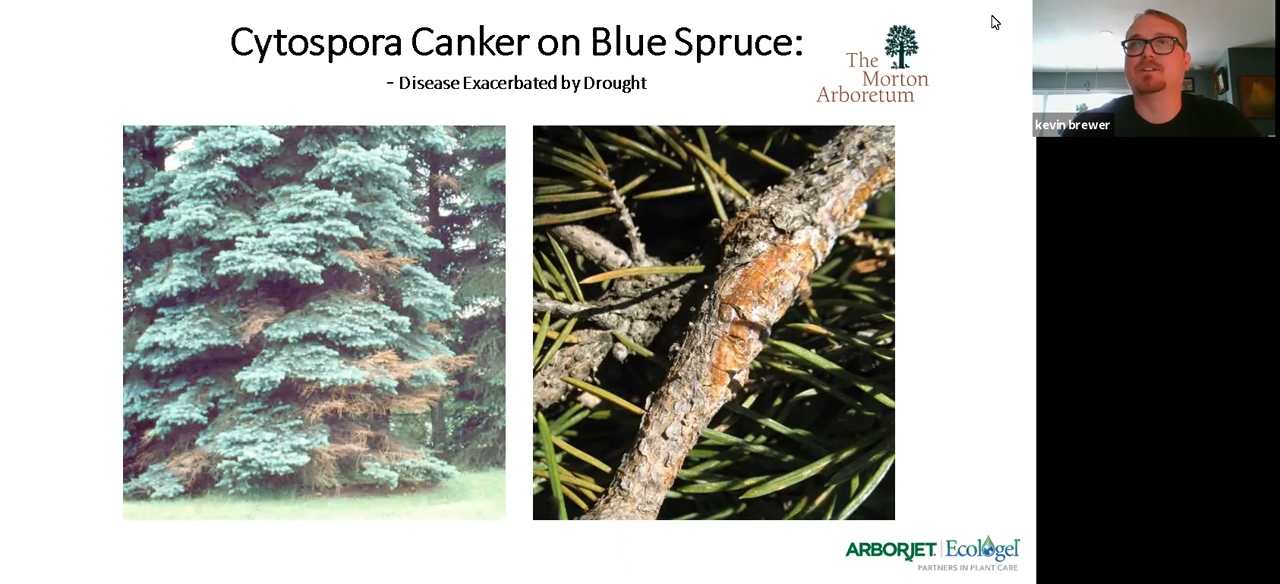 Cytospora Canker on Blue Spruce:
- Disease Exacerbated by Drought
The
Morton
Arboretum
kevin brewer
ARBORJET Ecologel
PARTNERS IN PLANT CARE